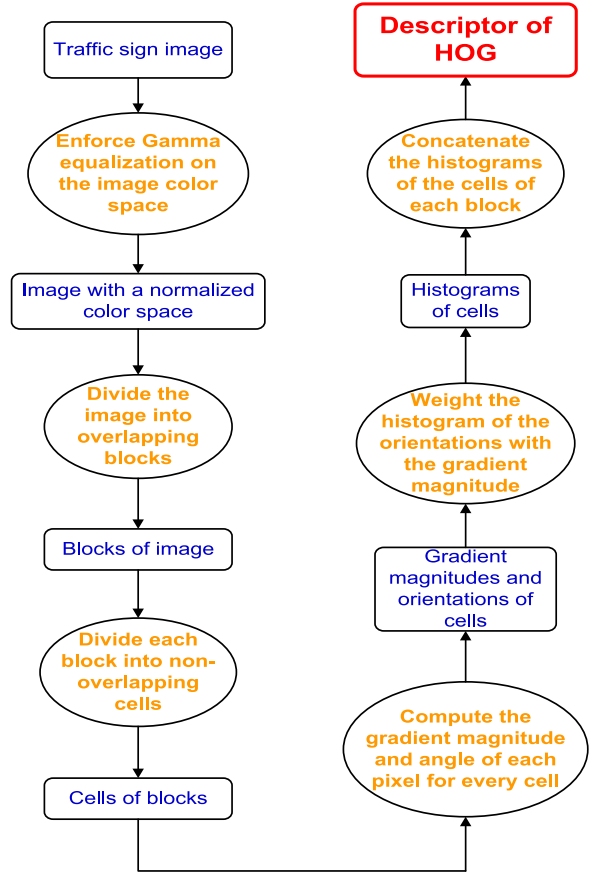 Traffic sign image
Enforce Gamma
equalization on
the image color
space
Image with a normalized
color space
Divide the
image into
overlapping
blocks
Blocks of image
Divide each
block into non-
overlapping
cells
Cells of blocks
Compute the
gradient magnitude
and angle of each
pixel for every cell
Gradient
magnitudes and
orientations of
cells
Weight the
histogram of the
orientations with
the gradient
magnitude
Histograms
of cells
Concatenate
the histograms
of the cells of
each block
Descriptor of
HOG